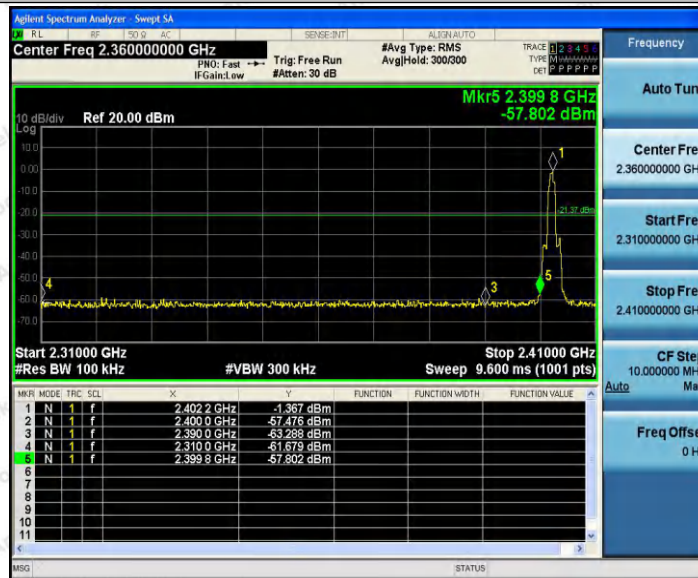 Agilent Spectrum Analyzer - Swept SA
RL RF 50 Ω AC SENSE:INT ALIGN AUTO
Center Freq 2.360000000 GHz
PNO: Fast
IFGain:Low
Trig: Free Run
#Atten: 30 dB
#Avg Type: RMS
Avg|Hold: 300/300
TRACE 1 2 3 4 5 6
TYPE M
DET P P P P P P
Mkr5 2.399 8 GHz
-57.802 dBm
10 dB/div Ref 20.00 dBm
Log
10.0
0.00
-10.0
-20.0
-30.0
-40.0
-50.0
-60.0
-70.0
1
-21.37 dBm
4
3
5
Start 2.31000 GHz Stop 2.41000 GHz
#Res BW 100 kHz #VBW 300 kHz Sweep 9.600 ms (1001 pts)
MKR MODE TRC SCL X Y FUNCTION FUNCTION WIDTH FUNCTION VALUE
1 N 1 f 2.402 2 GHz -1.367 dBm
2 N 1 f 2.400 0 GHz -57.476 dBm
3 N 1 f 2.390 0 GHz -63.288 dBm
4 N 1 f 2.310 0 GHz -61.679 dBm
5 N 1 f 2.399 8 GHz -57.802 dBm
6
7
8
9
10
11
MSG STATUS
Frequency
Auto Tun
Center Fre
2.360000000 GH
Start Fre
2.310000000 GH
Stop Fre
2.410000000 GH
CF Ste
10.000000 MH
Auto Ma
Freq Offse
0 H